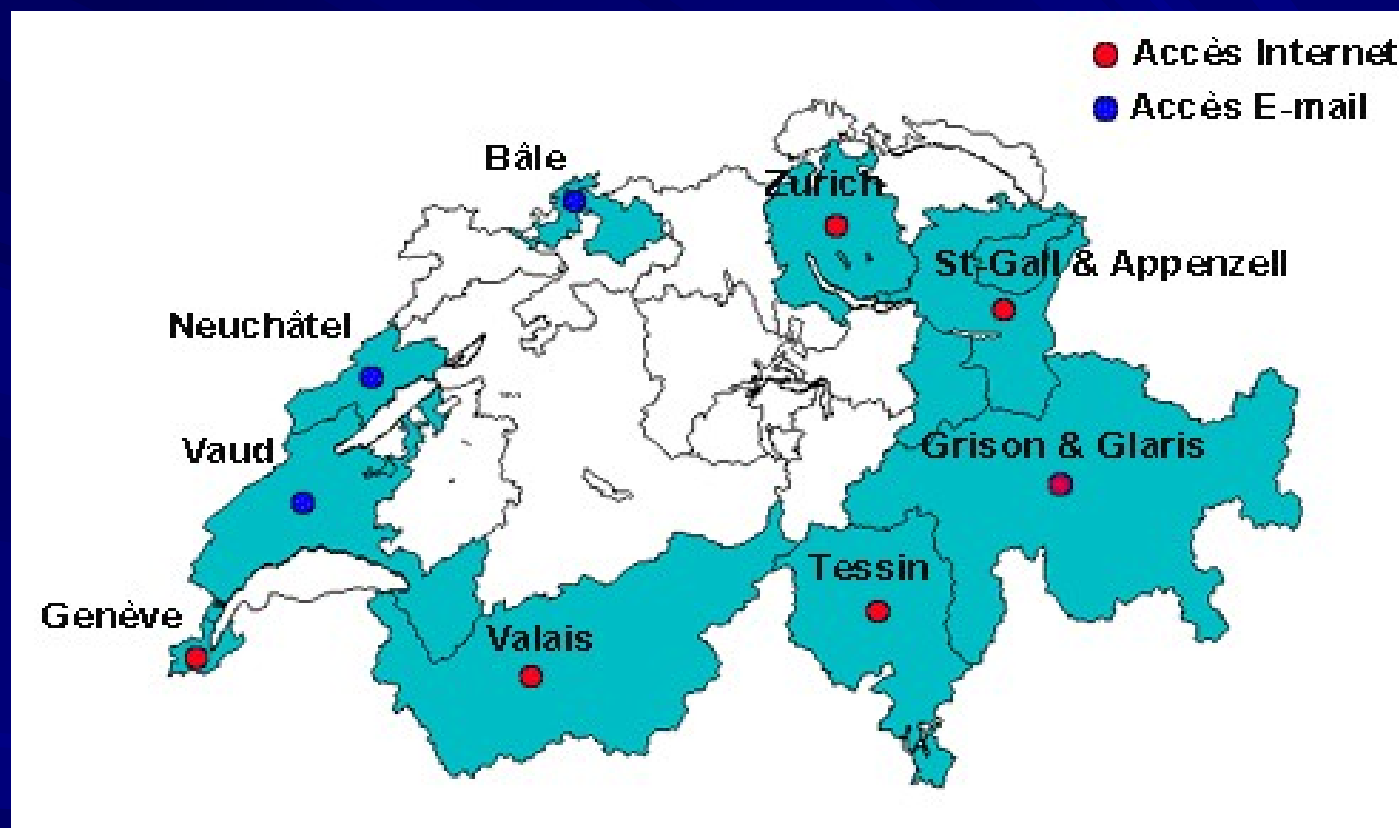 Accès Internet
Accès E-mail
Bâle
Zurich
St-Gall & Appenzell
Neuchâtel
Vaud
Grison & Glaris
Tessin
Genève
Valais